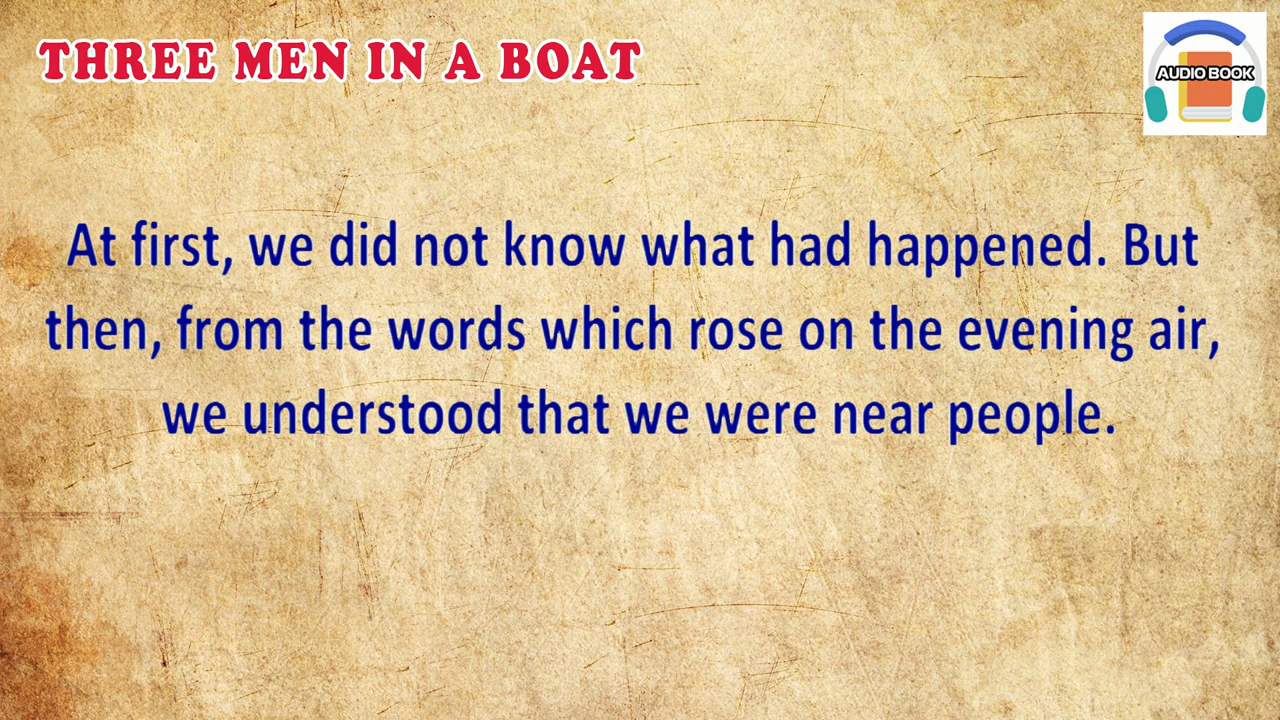 THREE MEN IN A BOAT
AUDIO BOOK
At first, we did not know what had happened. But
then, from the words which rose on the evening air,
we understood that we were near people.